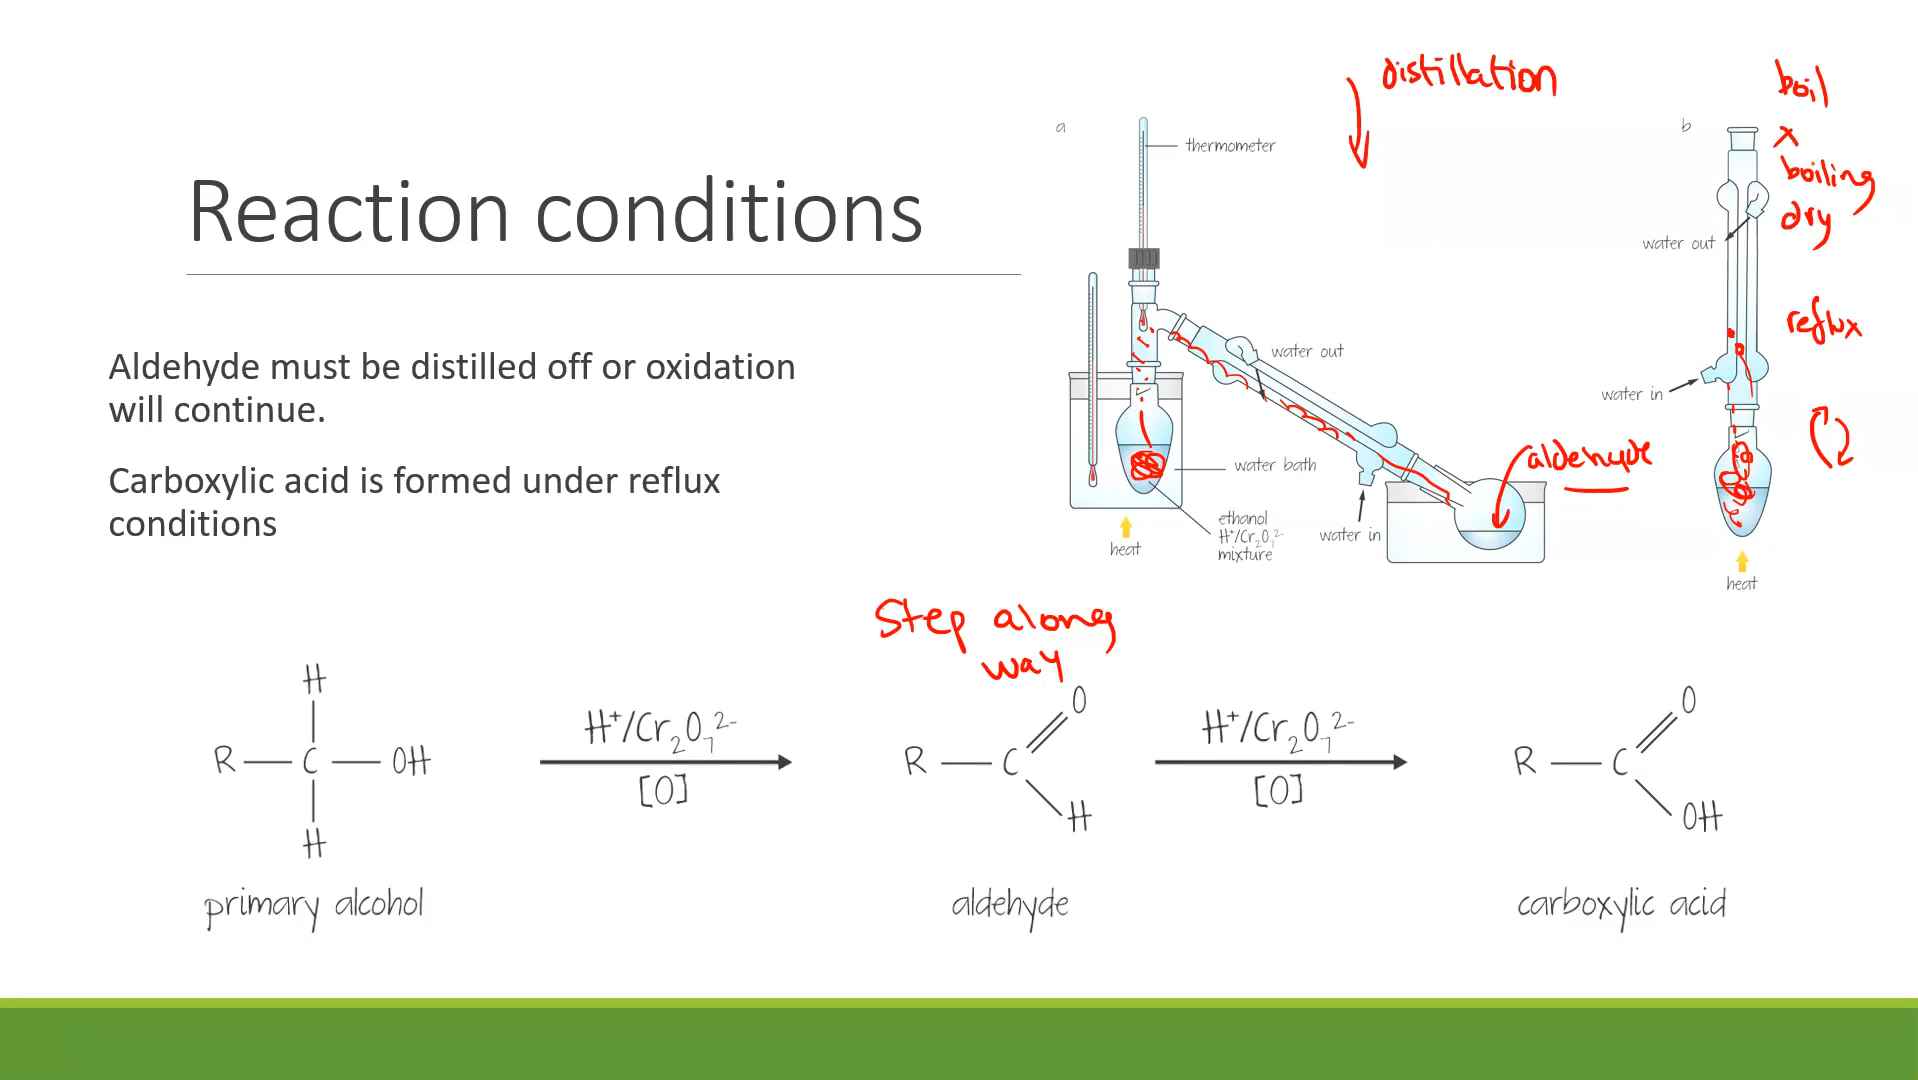 Reaction conditions
Aldehyde must be distilled off or oxidation
will continue.
Carboxylic acid is formed under reflux
conditions
distillation
a
thermometer
water out
water bath
ethanol
H⁺/Cr₂O₇²⁻
mixture
heat
water in
aldehyde
b
boil
x
boiling
dry
water out
reflux
water in
heat
Step along
way
H
R — C — OH
H
primary alcohol
H⁺/Cr₂O₇²⁻
[O]
O
R — C
H
aldehyde
H⁺/Cr₂O₇²⁻
[O]
O
R — C
OH
carboxylic acid